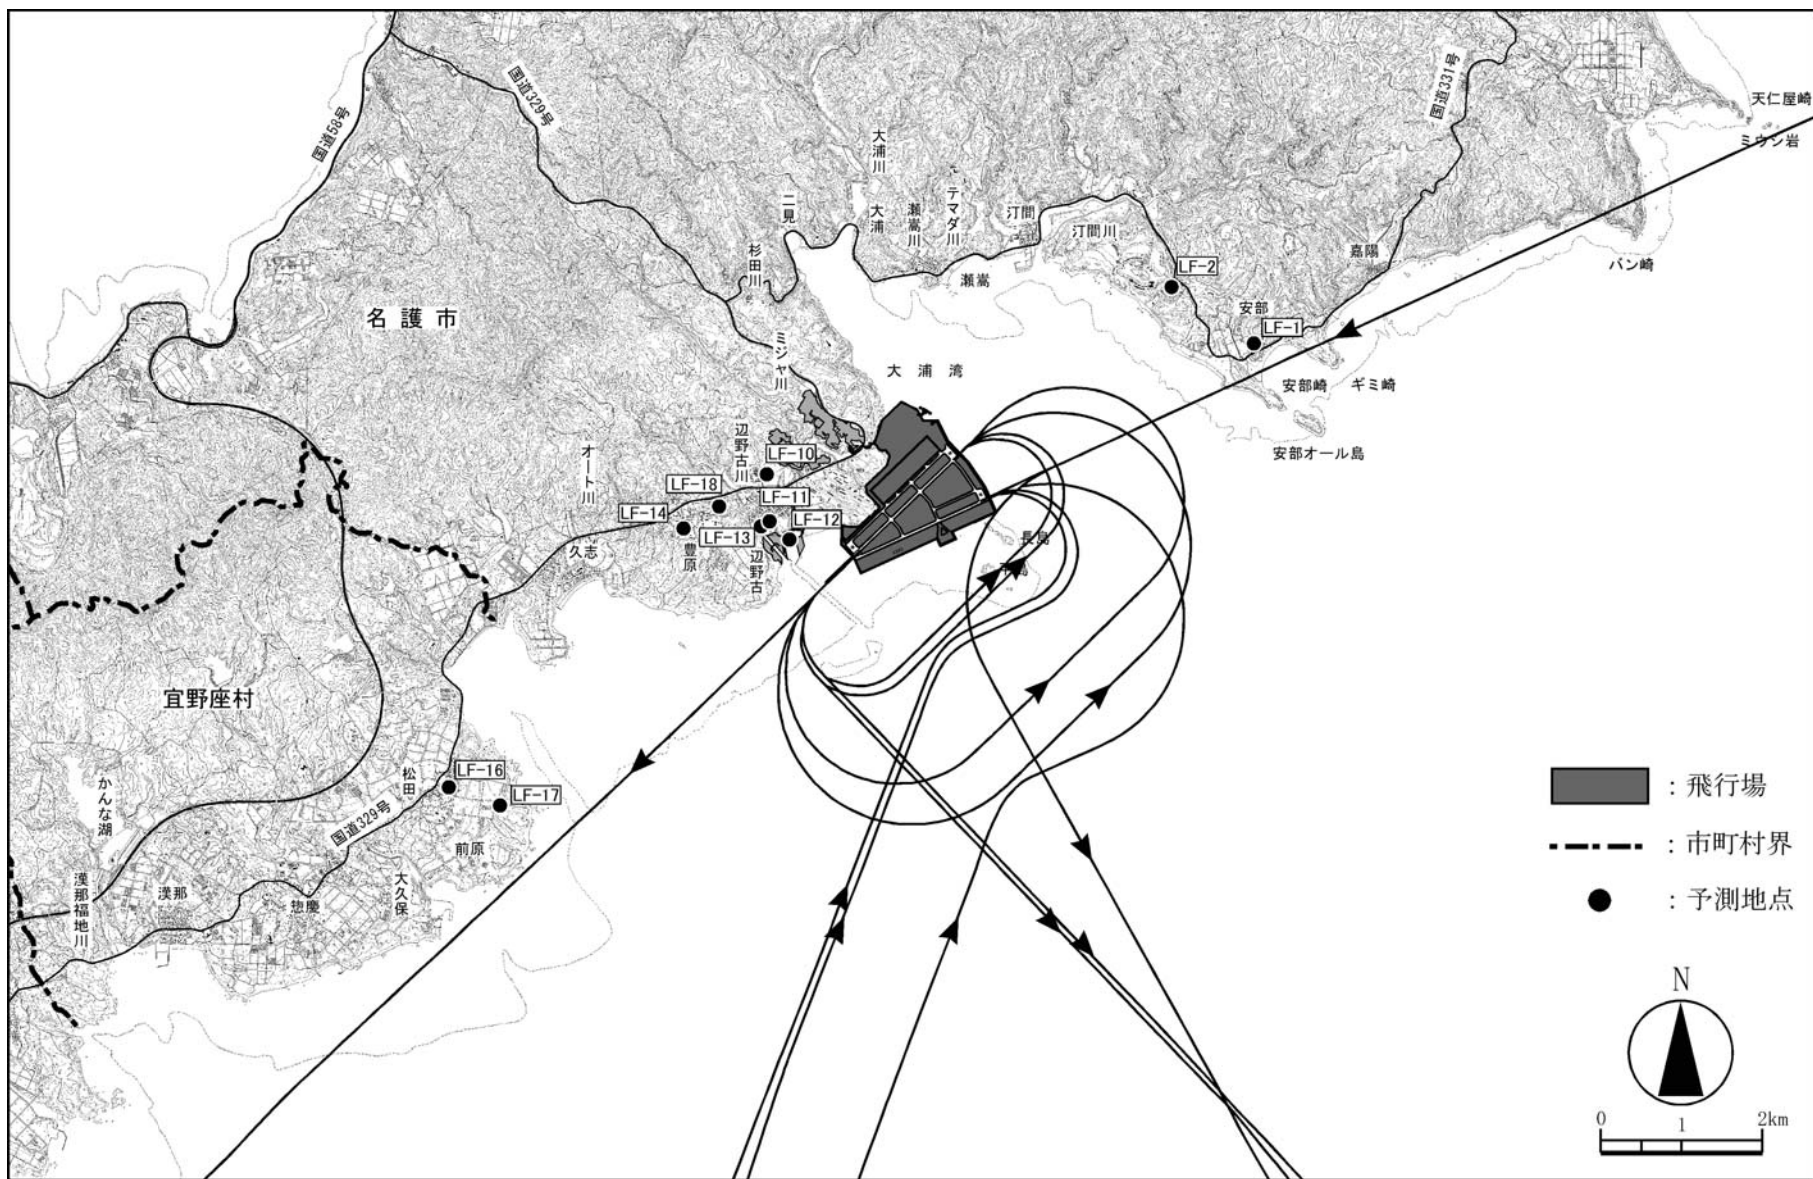 天仁屋崎
ミウシ岩
国道331号
国道58号
国道329号
大浦川
二見
大浦
瀬嵩川
テマダ川
汀間
汀間川
杉田川
瀬嵩
嘉陽
バン崎
LF-2
安部
LF-1
名護市
ミジャ川
大浦湾
安部崎
ギミ崎
安部オール島
辺野古川
オート川
LF-10
LF-18
LF-11
LF-14
LF-12
LF-13
久志
豊原
辺野古
長島
平島
宜野座村
かんな湖
松田
LF-16
LF-17
国道329号
前原
大久保
漢那福地川
漢那
惣慶
：飛行場
：市町村界
：予測地点
N
0 1 2km